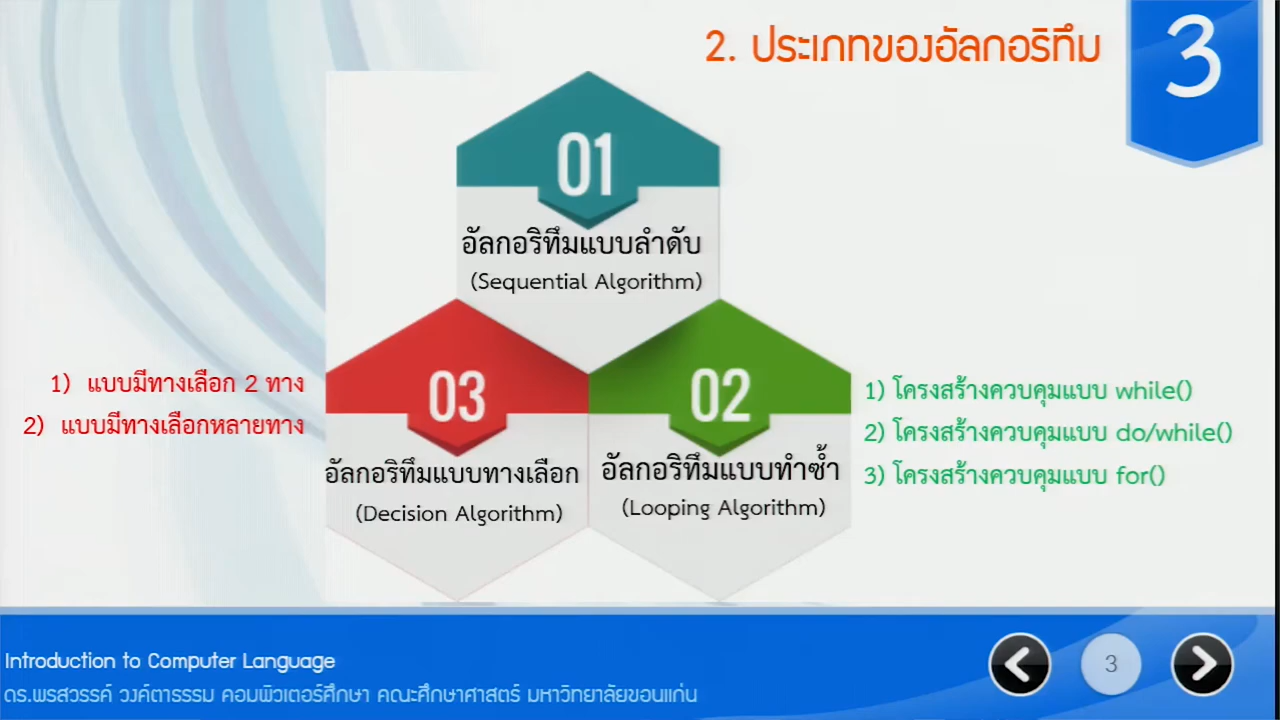 2. ประเภทของอัลกอริทึม
3
01
อัลกอริทึมแบบลำดับ
(Sequential Algorithm)
1) แบบมีทางเลือก 2 ทาง
2) แบบมีทางเลือกหลายทาง
03
อัลกอริทึมแบบทางเลือก
(Decision Algorithm)
02
อัลกอริทึมแบบทำซ้ำ
(Looping Algorithm)
1) โครงสร้างควบคุมแบบ while()
2) โครงสร้างควบคุมแบบ do/while()
3) โครงสร้างควบคุมแบบ for()
Introduction to Computer Language
ดร.พรสวรรค์ วงค์ตาธรรม คอมพิวเตอร์ศึกษา คณะศึกษาศาสตร์ มหาวิทยาลัยขอนแก่น
3